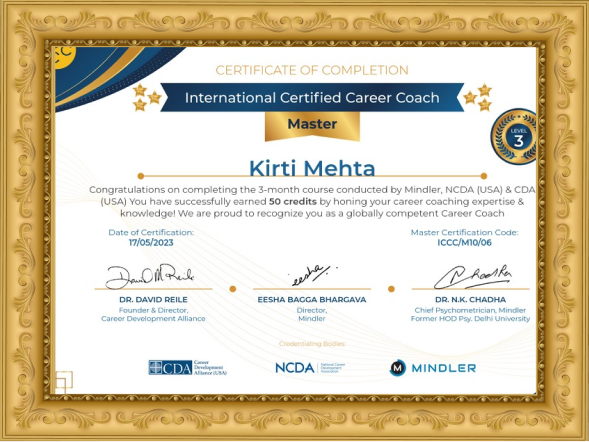 CERTIFICATE OF COMPLETION
International Certified Career Coach
Master
LEVEL
3
Kirti Mehta
Congratulations on completing the 3-month course conducted by Mindler, NCDA (USA) & CDA
(USA) You have successfully earned 50 credits by honing your career coaching expertise &
knowledge! We are proud to recognize you as a globally competent Career Coach
Date of Certification:
17/05/2023
Master Certification Code:
ICCC/M10/06
David M Reile
eesha
N Chadha
DR. DAVID REILE
Founder & Director,
Career Development Alliance
EESHA BAGGA BHARGAVA
Director,
Mindler
DR. N.K. CHADHA
Chief Psychometrician, Mindler
Former HOD Psy. Delhi University
Credentialing Bodies
CDA
Career
Development
Alliance (USA)
NCDA
National Career
Development
Association
M MINDLER